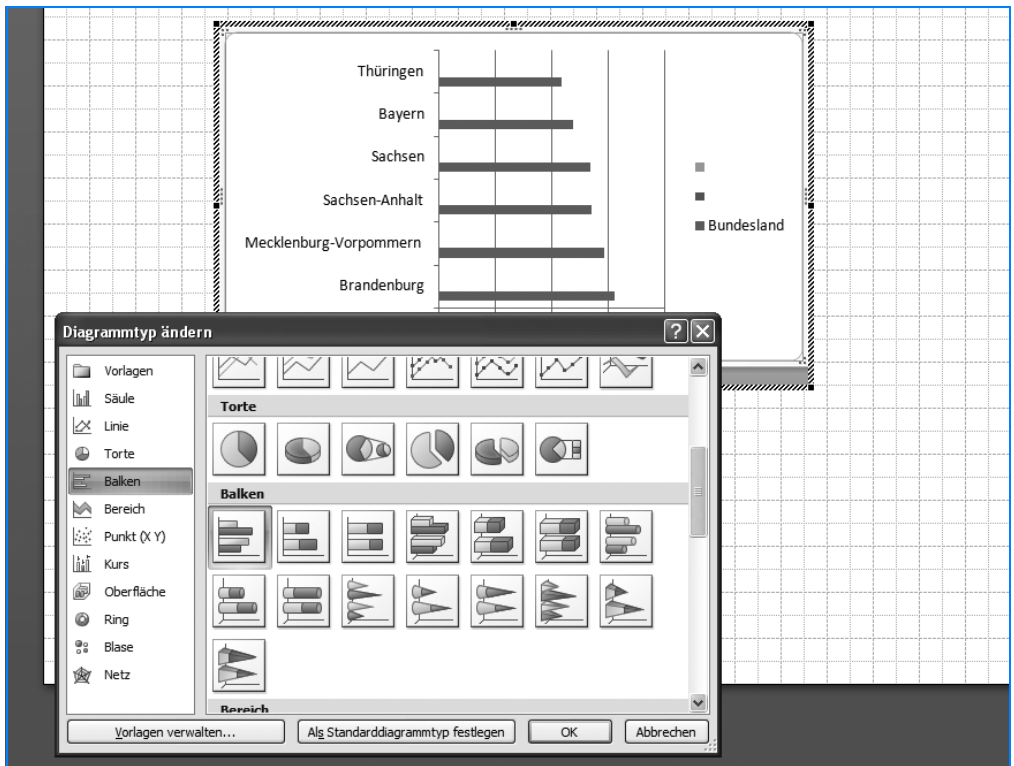 Thüringen
Bayern
Sachsen
Sachsen-Anhalt
Mecklenburg-Vorpommern
Brandenburg
Bundesland
Diagrammtyp ändern
Vorlagen
Säule
Linie
Torte
Balken
Bereich
Punkt (X Y)
Kurs
Oberfläche
Ring
Blase
Netz
Torte
Balken
Bereich
Vorlagen verwalten...
Als Standarddiagrammtyp festlegen
OK
Abbrechen